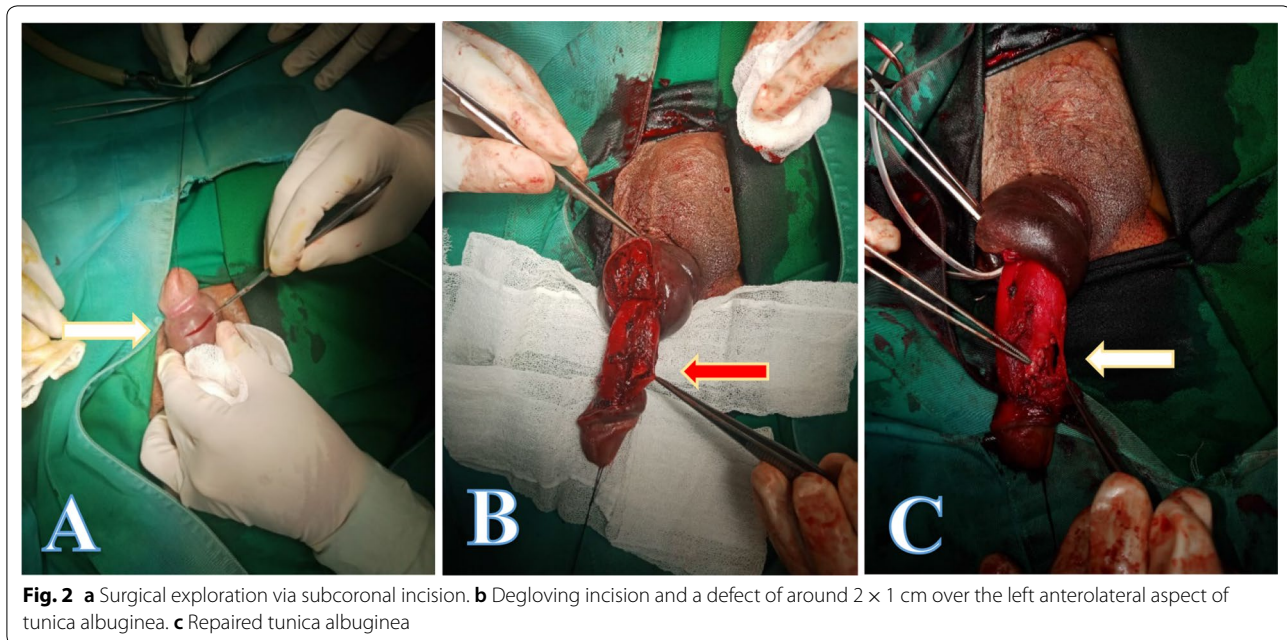 A
B
C
Fig. 2 a Surgical exploration via subcoronal incision. b Degloving incision and a defect of around 2 × 1 cm over the left anterolateral aspect of
tunica albuginea. c Repaired tunica albuginea